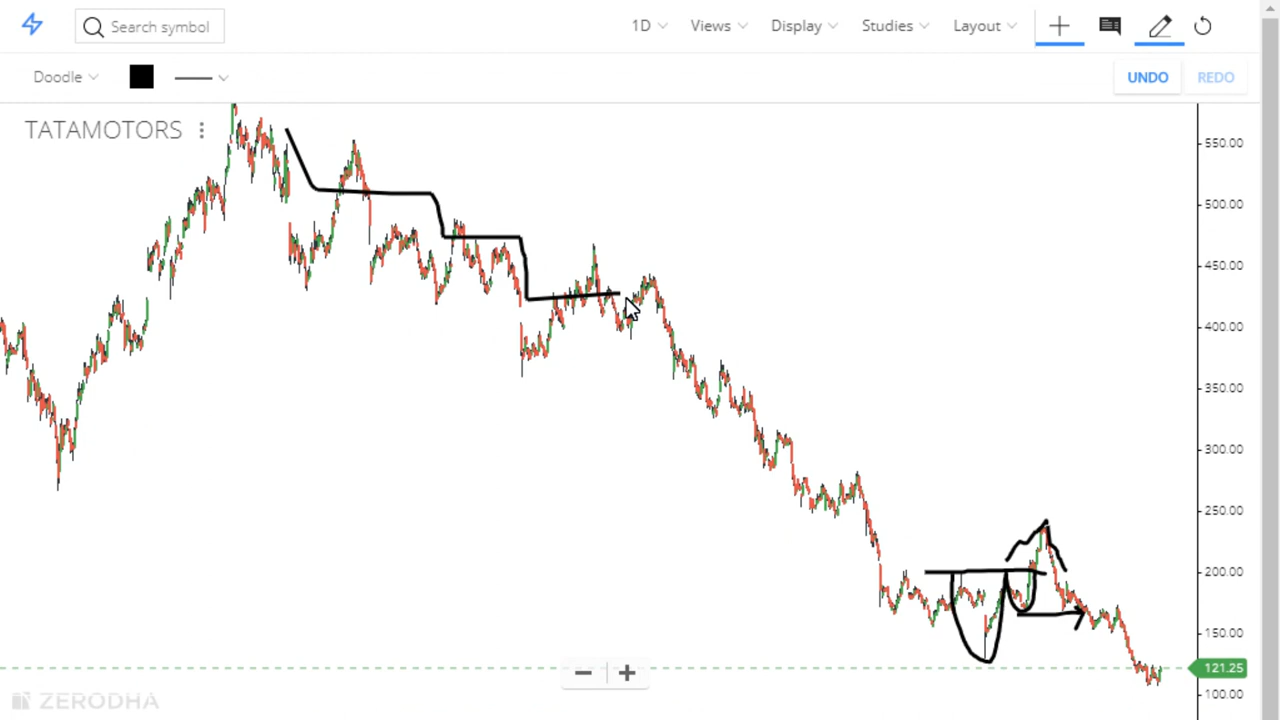 Search symbol
1D
Views
Display
Studies
Layout
Doodle
UNDO
REDO
TATAMOTORS
550.00
500.00
450.00
400.00
350.00
300.00
250.00
200.00
150.00
121.25
100.00
ZERODHA